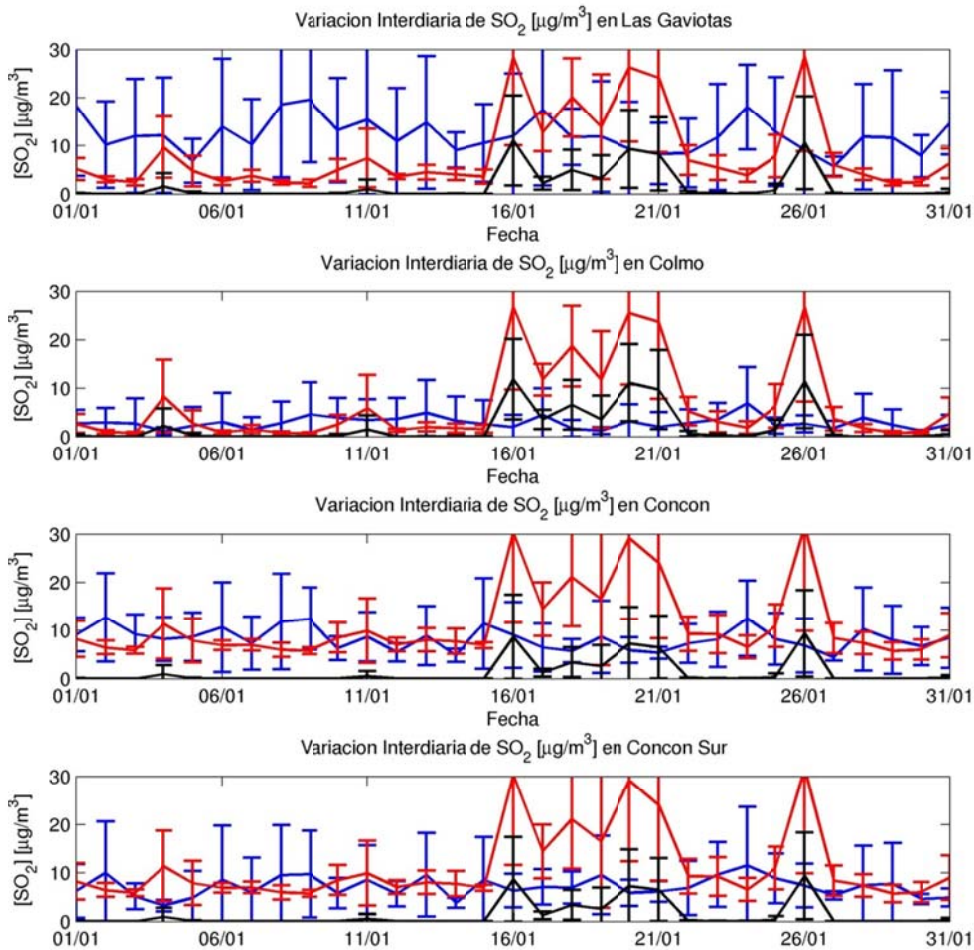 Variacion Interdiaria de SO2 [μg/m3] en Las Gaviotas
[SO2] [μg/m3]
30
20
10
0
01/01 06/01 11/01 16/01 21/01 26/01 31/01
Fecha
Variacion Interdiaria de SO2 [μg/m3] en Colmo
[SO2] [μg/m3]
30
20
10
0
01/01 06/01 11/01 16/01 21/01 26/01 31/01
Fecha
Variacion Interdiaria de SO2 [μg/m3] en Concon
[SO2] [μg/m3]
30
20
10
0
01/01 06/01 11/01 16/01 21/01 26/01 31/01
Fecha
Variacion Interdiaria de SO2 [μg/m3] en Concon Sur
[SO2] [μg/m3]
30
20
10
0
01/01 06/01 11/01 16/01 21/01 26/01 31/01